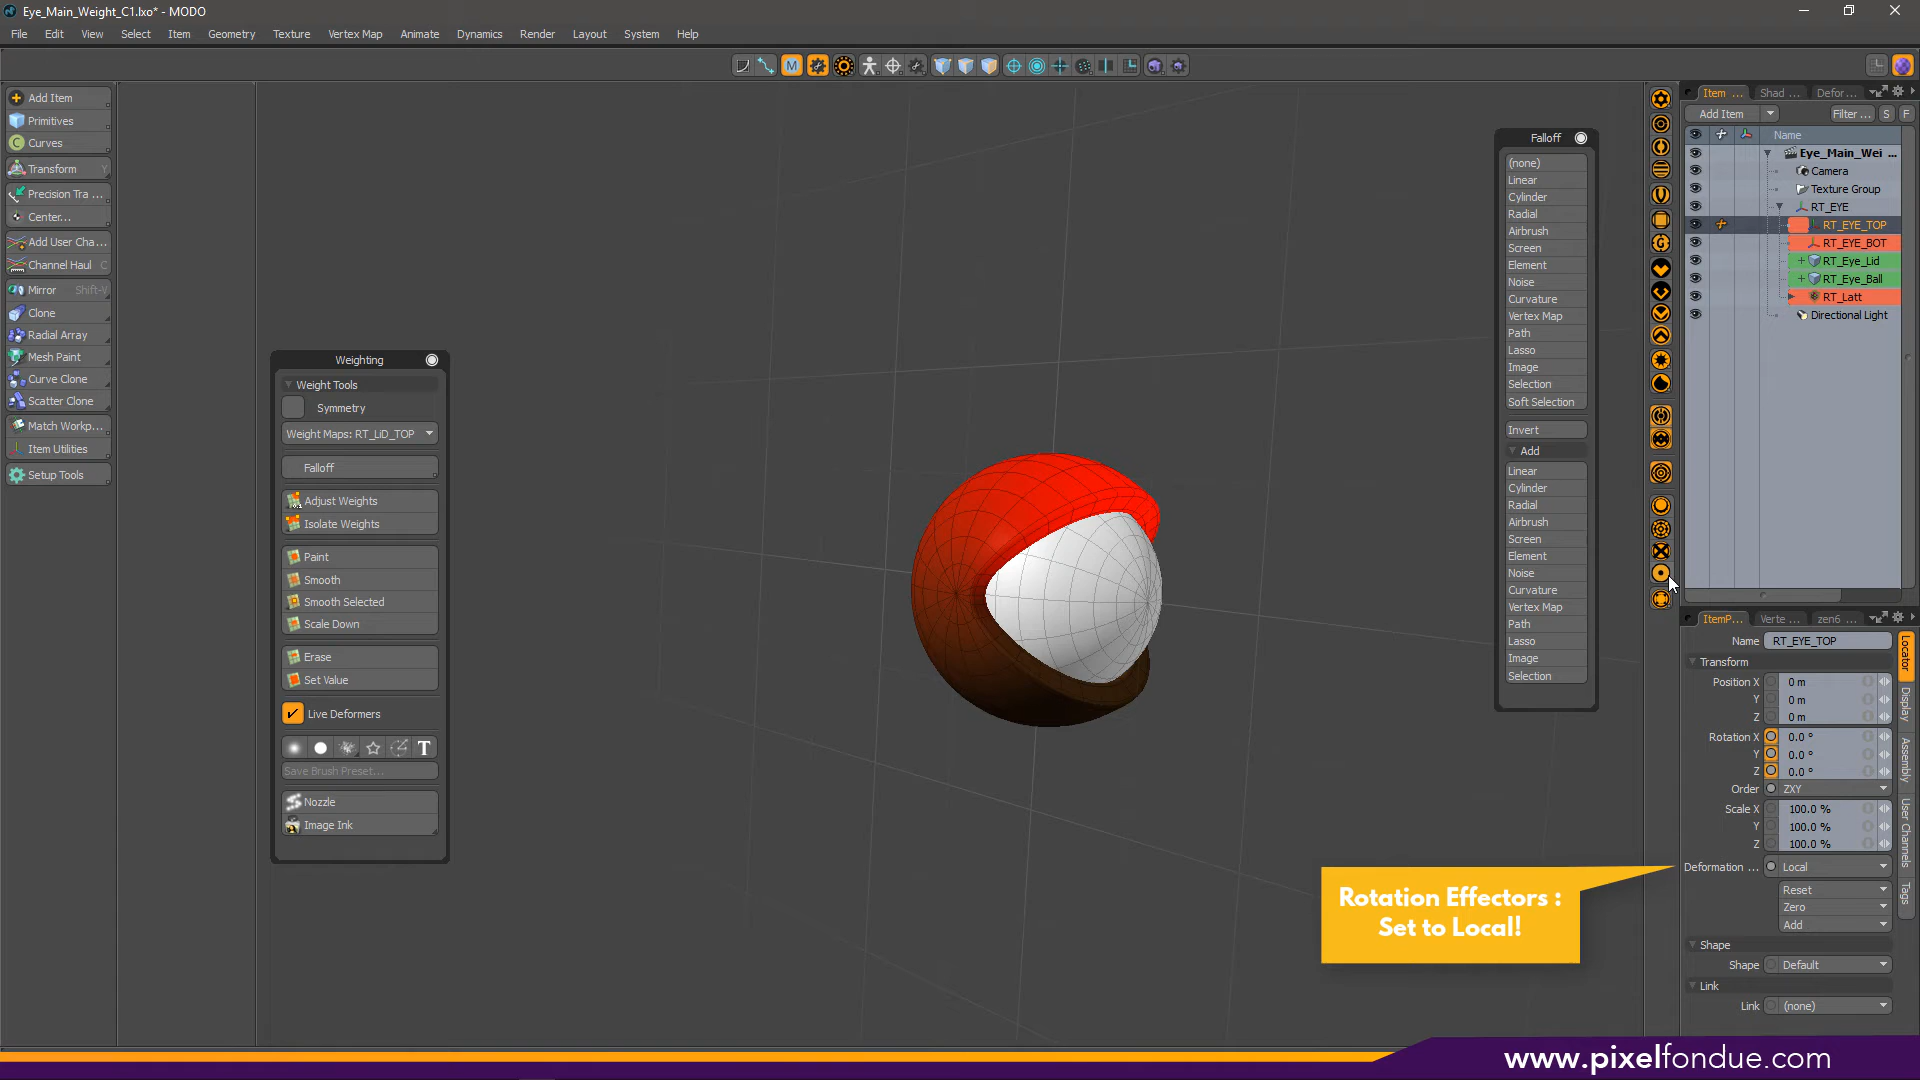 Eye_Main_Weight_C1.lxo* - MODO
File Edit View Select Item Geometry Texture Vertex Map Animate Dynamics Render Layout System Help
Add Item
Primitives
Curves
Transform Y
Precision Tra ...
Center...
Add User Cha...
Channel Haul C
Mirror Shift-V
Clone
Radial Array
Mesh Paint
Curve Clone
Scatter Clone
Match Workp...
Item Utilities
Setup Tools
Weighting
Weight Tools
Symmetry
Weight Maps: RT_LiD_TOP
Falloff
Adjust Weights
Isolate Weights
Paint
Smooth
Smooth Selected
Scale Down
Erase
Set Value
Live Deformers
T
Save Brush Preset...
Nozzle
Image Ink
Falloff
(none)
Linear
Cylinder
Radial
Airbrush
Screen
Element
Noise
Curvature
Vertex Map
Path
Lasso
Image
Selection
Soft Selection
Invert
Add
Linear
Cylinder
Radial
Airbrush
Screen
Element
Noise
Curvature
Vertex Map
Path
Lasso
Image
Selection
Item ... Shad ... Defor...
Add Item Filter ... S F
Name
Eye_Main_Wei ...
Camera
Texture Group
RT_EYE
RT_EYE_TOP
RT_EYE_BOT
RT_Eye_Lid
RT_Eye_Ball
RT_Latt
Directional Light
ItemP... Verte ... zen6 ...
Name RT_EYE_TOP
Transform
Position X 0 m
Y 0 m
Z 0 m
Rotation X 0.0 °
Y 0.0 °
Z 0.0 °
Order ZXY
Scale X 100.0 %
Y 100.0 %
Z 100.0 %
Deformation ... Local
Reset
Zero
Add
Shape
Shape Default
Link
Link (none)
Locator
Display
Assembly
User Channels
Tags
Rotation Effectors :
Set to Local!
www.pixelfondue.com